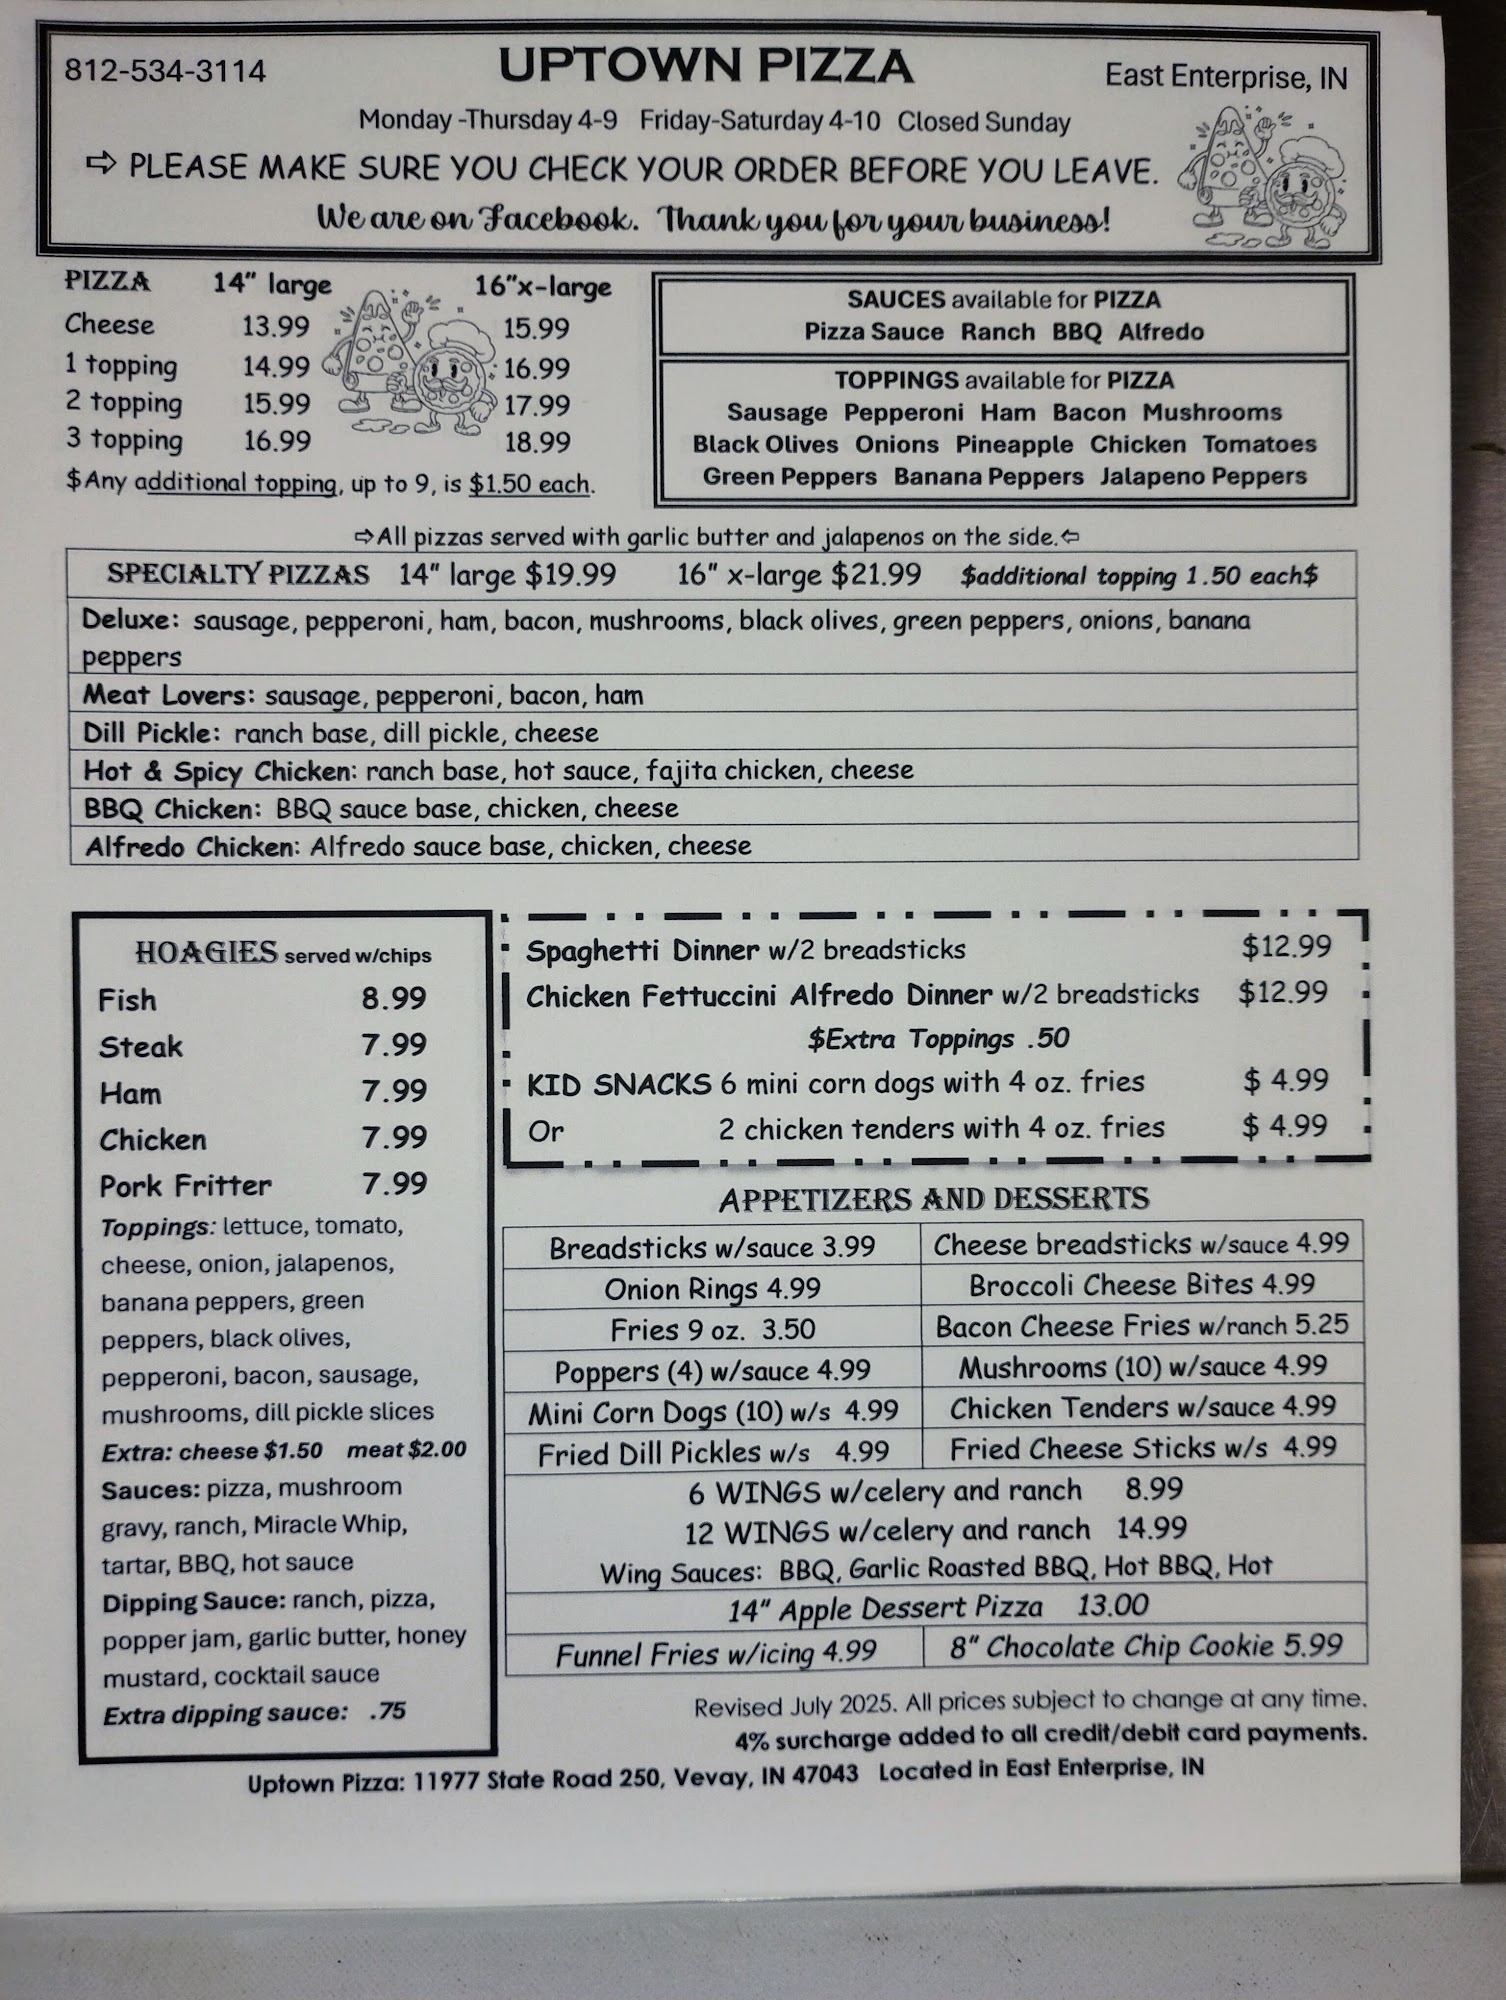 812-534-3114 UPTOWN PIZZA East Enterprise, IN
Monday -Thursday 4-9 Friday-Saturday 4-10 Closed Sunday
⇨ PLEASE MAKE SURE YOU CHECK YOUR ORDER BEFORE YOU LEAVE.
We are on Facebook. Thank you for your business!
PIZZA 14" large 16"x-large
Cheese 13.99 15.99
1 topping 14.99 16.99
2 topping 15.99 17.99
3 topping 16.99 18.99
$Any additional topping, up to 9, is $1.50 each.
SAUCES available for PIZZA
Pizza Sauce Ranch BBQ Alfredo
TOPPINGS available for PIZZA
Sausage Pepperoni Ham Bacon Mushrooms
Black Olives Onions Pineapple Chicken Tomatoes
Green Peppers Banana Peppers Jalapeno Peppers
⇨All pizzas served with garlic butter and jalapenos on the side.⇦
SPECIALTY PIZZAS 14" large $19.99 16" x-large $21.99 $additional topping 1.50 each$
Deluxe: sausage, pepperoni, ham, bacon, mushrooms, black olives, green peppers, onions, banana
peppers
Meat Lovers: sausage, pepperoni, bacon, ham
Dill Pickle: ranch base, dill pickle, cheese
Hot & Spicy Chicken: ranch base, hot sauce, fajita chicken, cheese
BBQ Chicken: BBQ sauce base, chicken, cheese
Alfredo Chicken: Alfredo sauce base, chicken, cheese
HOAGIES served w/chips
Fish 8.99
Steak 7.99
Ham 7.99
Chicken 7.99
Pork Fritter 7.99
Toppings: lettuce, tomato,
cheese, onion, jalapenos,
banana peppers, green
peppers, black olives,
pepperoni, bacon, sausage,
mushrooms, dill pickle slices
Extra: cheese $1.50 meat $2.00
Sauces: pizza, mushroom
gravy, ranch, Miracle Whip,
tartar, BBQ, hot sauce
Dipping Sauce: ranch, pizza,
popper jam, garlic butter, honey
mustard, cocktail sauce
Extra dipping sauce: .75
Spaghetti Dinner w/2 breadsticks $12.99
Chicken Fettuccini Alfredo Dinner w/2 breadsticks $12.99
$Extra Toppings .50
KID SNACKS 6 mini corn dogs with 4 oz. fries $ 4.99
Or 2 chicken tenders with 4 oz. fries $ 4.99
APPETIZERS AND DESSERTS
Breadsticks w/sauce 3.99 Cheese breadsticks w/sauce 4.99
Onion Rings 4.99 Broccoli Cheese Bites 4.99
Fries 9 oz. 3.50 Bacon Cheese Fries w/ranch 5.25
Poppers (4) w/sauce 4.99 Mushrooms (10) w/sauce 4.99
Mini Corn Dogs (10) w/s 4.99 Chicken Tenders w/sauce 4.99
Fried Dill Pickles w/s 4.99 Fried Cheese Sticks w/s 4.99
6 WINGS w/celery and ranch 8.99
12 WINGS w/celery and ranch 14.99
Wing Sauces: BBQ, Garlic Roasted BBQ, Hot BBQ, Hot
14" Apple Dessert Pizza 13.00
Funnel Fries w/icing 4.99 8" Chocolate Chip Cookie 5.99
Revised July 2025. All prices subject to change at any time.
4% surcharge added to all credit/debit card payments.
Uptown Pizza: 11977 State Road 250, Vevay, IN 47043 Located in East Enterprise, IN